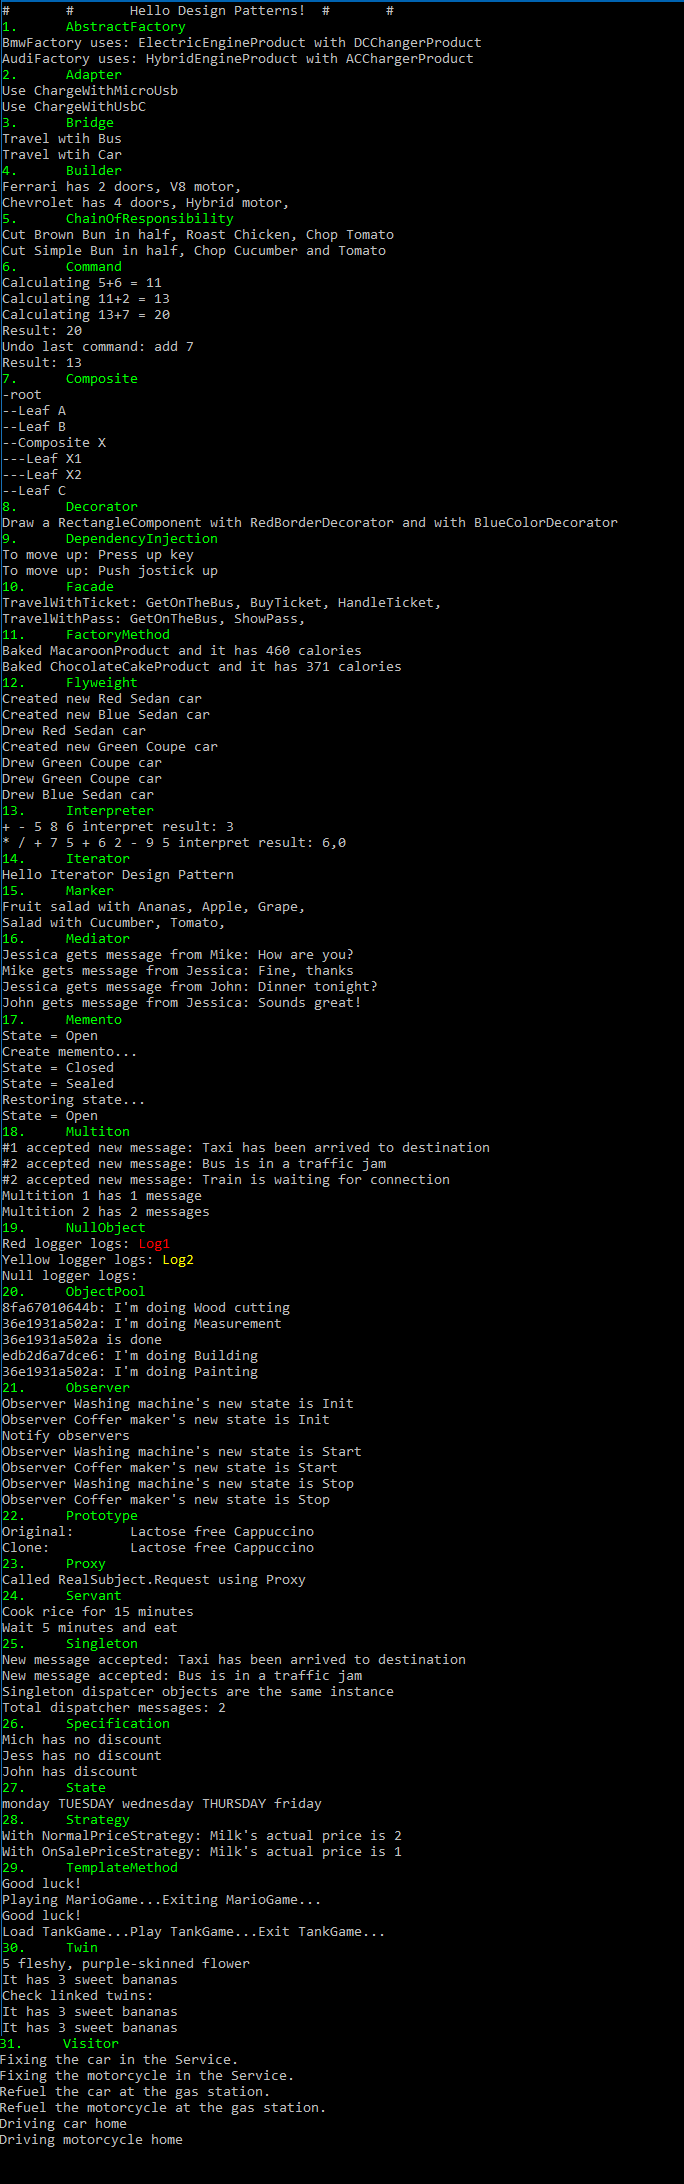 #       #       Hello Design Patterns!  #       #
1.      AbstractFactory
BmwFactory uses: ElectricEngineProduct with DCChangerProduct
AudiFactory uses: HybridEngineProduct with ACChargerProduct
2.      Adapter
Use ChargeWithMicroUsb
Use ChargeWithUsbC
3.      Bridge
Travel wtih Bus
Travel wtih Car
4.      Builder
Ferrari has 2 doors, V8 motor,
Chevrolet has 4 doors, Hybrid motor,
5.      ChainOfResponsibility
Cut Brown Bun in half, Roast Chicken, Chop Tomato
Cut Simple Bun in half, Chop Cucumber and Tomato
6.      Command
Calculating 5+6 = 11
Calculating 11+2 = 13
Calculating 13+7 = 20
Result: 20
Undo last command: add 7
Result: 13
7.      Composite
-root
--Leaf A
--Leaf B
--Composite X
---Leaf X1
---Leaf X2
--Leaf C
8.      Decorator
Draw a RectangleComponent with RedBorderDecorator and with BlueColorDecorator
9.      DependencyInjection
To move up: Press up key
To move up: Push jostick up
10.     Facade
TravelWithTicket: GetOnTheBus, BuyTicket, HandleTicket,
TravelWithPass: GetOnTheBus, ShowPass,
11.     FactoryMethod
Baked MacaroonProduct and it has 460 calories
Baked ChocolateCakeProduct and it has 371 calories
12.     Flyweight
Created new Red Sedan car
Created new Blue Sedan car
Drew Red Sedan car
Created new Green Coupe car
Drew Green Coupe car
Drew Green Coupe car
Drew Blue Sedan car
13.     Interpreter
+ - 5 8 6 interpret result: 3
* / + 7 5 + 6 2 - 9 5 interpret result: 6,0
14.     Iterator
Hello Iterator Design Pattern
15.     Marker
Fruit salad with Ananas, Apple, Grape,
Salad with Cucumber, Tomato,
16.     Mediator
Jessica gets message from Mike: How are you?
Mike gets message from Jessica: Fine, thanks
Jessica gets message from John: Dinner tonight?
John gets message from Jessica: Sounds great!
17.     Memento
State = Open
Create memento...
State = Closed
State = Sealed
Restoring state...
State = Open
18.     Multiton
#1 accepted new message: Taxi has been arrived to destination
#2 accepted new message: Bus is in a traffic jam
#2 accepted new message: Train is waiting for connection
Multition 1 has 1 message
Multition 2 has 2 messages
19.     NullObject
Red logger logs: Log1
Yellow logger logs: Log2
Null logger logs:
20.     ObjectPool
8fa67010644b: I'm doing Wood cutting
36e1931a502a: I'm doing Measurement
36e1931a502a is done
edb2d6a7dce6: I'm doing Building
36e1931a502a: I'm doing Painting
21.     Observer
Observer Washing machine's new state is Init
Observer Coffer maker's new state is Init
Notify observers
Observer Washing machine's new state is Start
Observer Coffer maker's new state is Start
Observer Washing machine's new state is Stop
Observer Coffer maker's new state is Stop
22.     Prototype
Original:       Lactose free Cappuccino
Clone:          Lactose free Cappuccino
23.     Proxy
Called RealSubject.Request using Proxy
24.     Servant
Cook rice for 15 minutes
Wait 5 minutes and eat
25.     Singleton
New message accepted: Taxi has been arrived to destination
New message accepted: Bus is in a traffic jam
Singleton dispatcer objects are the same instance
Total dispatcher messages: 2
26.     Specification
Mich has no discount
Jess has no discount
John has discount
27.     State
monday TUESDAY wednesday THURSDAY friday
28.     Strategy
With NormalPriceStrategy: Milk's actual price is 2
With OnSalePriceStrategy: Milk's actual price is 1
29.     TemplateMethod
Good luck!
Playing MarioGame...Exiting MarioGame...
Good luck!
Load TankGame...Play TankGame...Exit TankGame...
30.     Twin
5 fleshy, purple-skinned flower
It has 3 sweet bananas
Check linked twins:
It has 3 sweet bananas
It has 3 sweet bananas
31.     Visitor
Fixing the car in the Service.
Fixing the motorcycle in the Service.
Refuel the car at the gas station.
Refuel the motorcycle at the gas station.
Driving car home
Driving motorcycle home